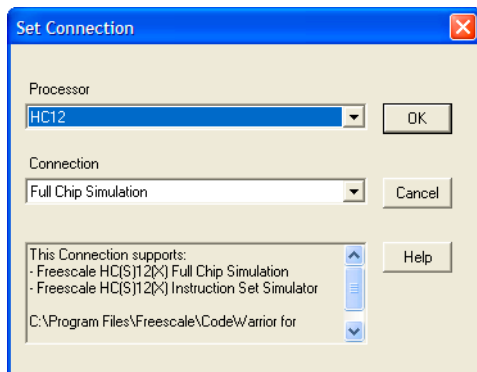 Set Connection
Processor
HC12
OK
Connection
Full Chip Simulation
Cancel
This Connection supports:
- Freescale HC(S)12(X) Full Chip Simulation
- Freescale HC(S)12(X) Instruction Set Simulator
C:\Program Files\Freescale\CodeWarrior for
Help